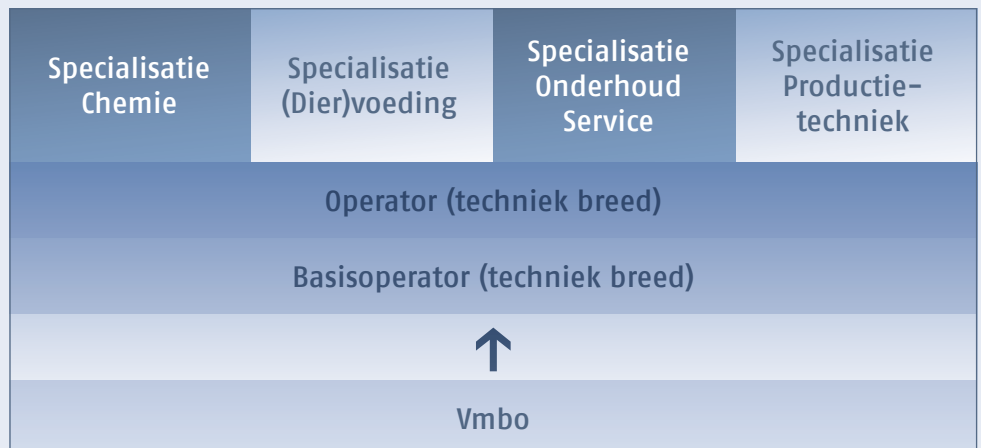 Specialisatie
Chemie
Specialisatie
(Dier)voeding
Specialisatie
Onderhoud
Service
Specialisatie
Productie-
techniek
Operator (techniek breed)
Basisoperator (techniek breed)
Vmbo